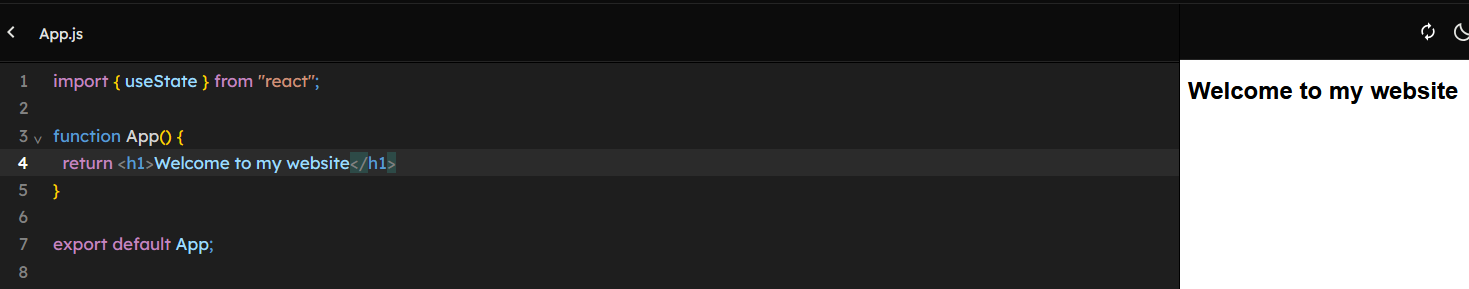 App.js
1 import { useState } from "react";
2
3 function App() {
4 return <h1>Welcome to my website</h1>
5 }
6
7 export default App;
8
Welcome to my website